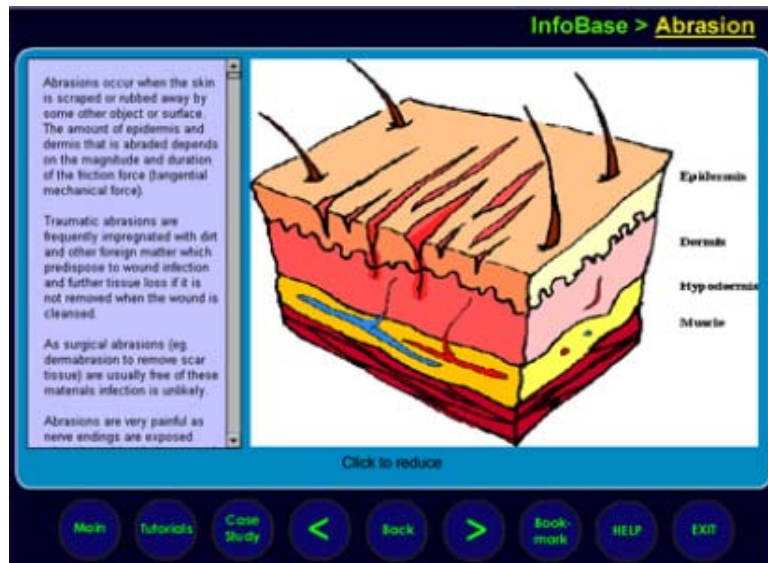 InfoBase > Abrasion
Abrasions occur when the skin
is scraped or rubbed away by
some other object or surface.
The amount of epidermis and
dermis that is abraded depends
on the magnitude and duration
of the friction force (tangential
mechanical force).
Traumatic abrasions are
frequently impregnated with dirt
and other foreign matter which
predispose to wound infection
and further tissue loss if it is
not removed when the wound is
cleansed.
As surgical abrasions (eg.
dermabrasion to remove scar
tissue) are usually free of these
materials infection is unlikely.
Abrasions are very painful as
nerve endings are exposed
Epidermis
Dermis
Hypodermis
Muscle
Click to reduce
Main
Tutorials
Case
Study
<
Back
>
Book-
mark
HELP
EXIT